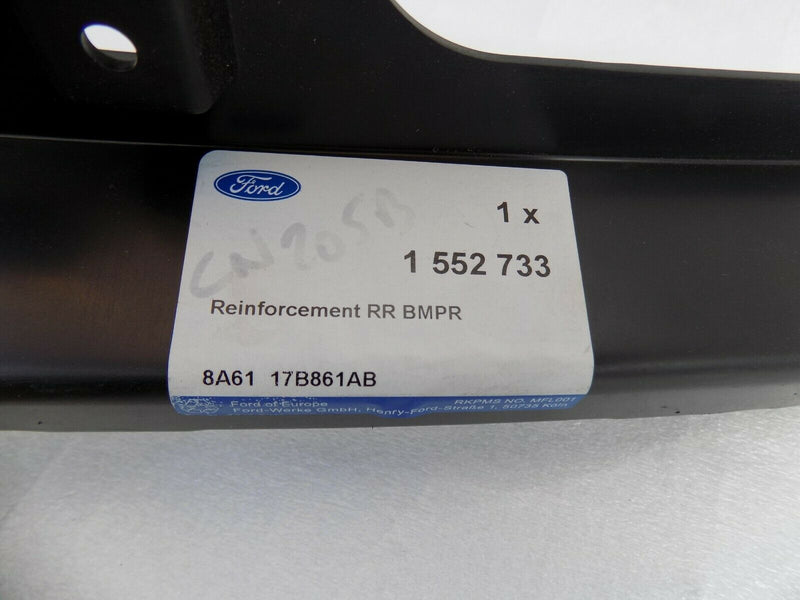 Ford
1 x
CN205B
1 552 733
Reinforcement RR BMPR
8A61 17B861AB
Ford of Europe RKPMS NO. MFL001
Ford-Werke GmbH, Henry-Ford-Straße 1, 50735 Köln